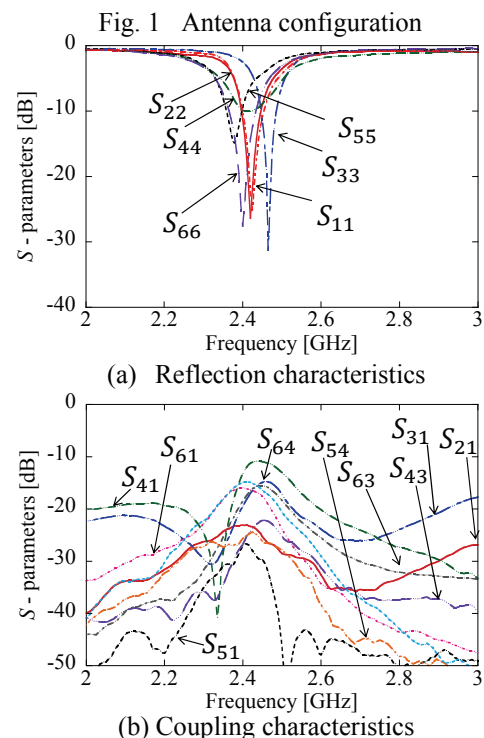 Fig. 1 Antenna configuration
0
-10
-20
-30
-40
S - parameters [dB]
S22
S44
S66
S55
S33
S11
2 2.2 2.4 2.6 2.8 3
Frequency [GHz]
(a) Reflection characteristics
0
-10
-20
-30
-40
-50
S - parameters [dB]
S41
S61
S64
S54
S63
S31
S43
S21
S51
2 2.2 2.4 2.6 2.8 3
Frequency [GHz]
(b) Coupling characteristics